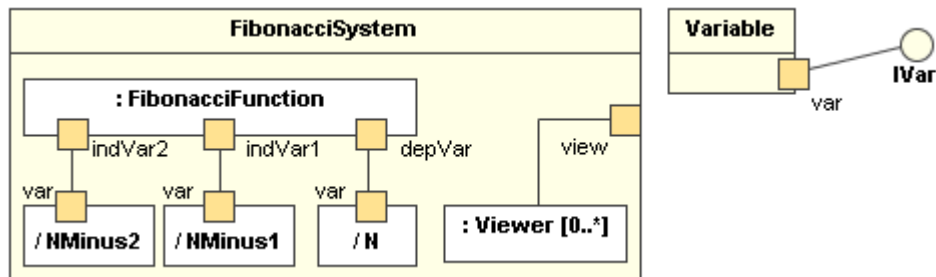 FibonacciSystem
Variable
IVar
var
: FibonacciFunction
indVar2
indVar1
depVar
view
var
var
var
/ NMinus2
/ NMinus1
/ N
: Viewer [0..*]